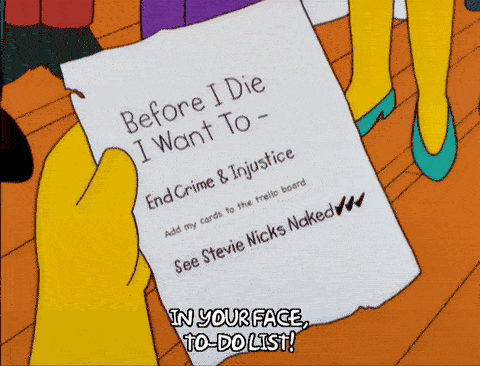 Before I Die
I Want To -
End Crime & Injustice
Add my cards to the trello board
See Stevie Nicks Naked✓✓✓
IN YOUR FACE,
TO-DO LIST!